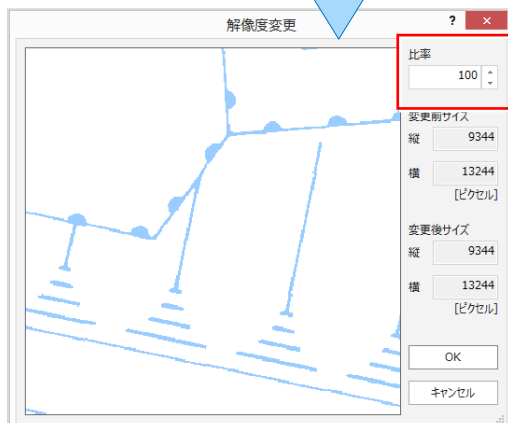 解像度変更
?
×
比率
100
変更前サイズ
縦 9344
横 13244
[ピクセル]
変更後サイズ
縦 9344
横 13244
[ピクセル]
OK
キャンセル